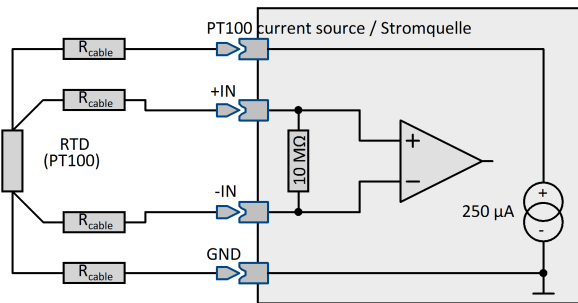 PT100 current source / Stromquelle
Rcable
+IN
Rcable
RTD
(PT100)
10 MΩ
+
−
-IN
250 µA
+
-
Rcable
GND
Rcable